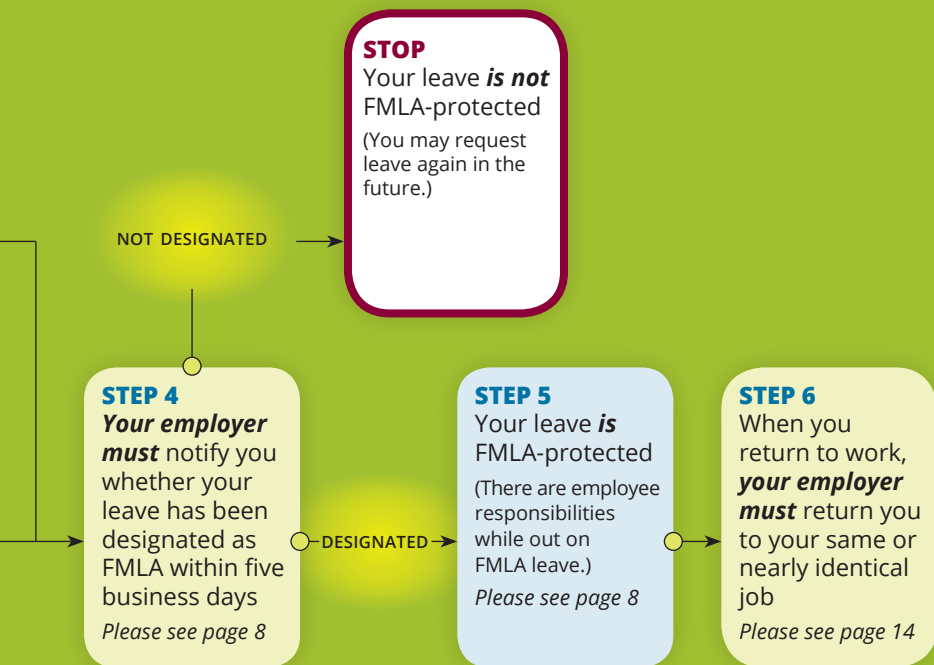 STOP
Your leave is not
FMLA-protected
(You may request
leave again in the
future.)
NOT DESIGNATED
STEP 4
Your employer
must notify you
whether your
leave has been
designated as
FMLA within five
business days
Please see page 8
DESIGNATED
STEP 5
Your leave is
FMLA-protected
(There are employee
responsibilities
while out on
FMLA leave.)
Please see page 8
STEP 6
When you
return to work,
your employer
must return you
to your same or
nearly identical
job
Please see page 14